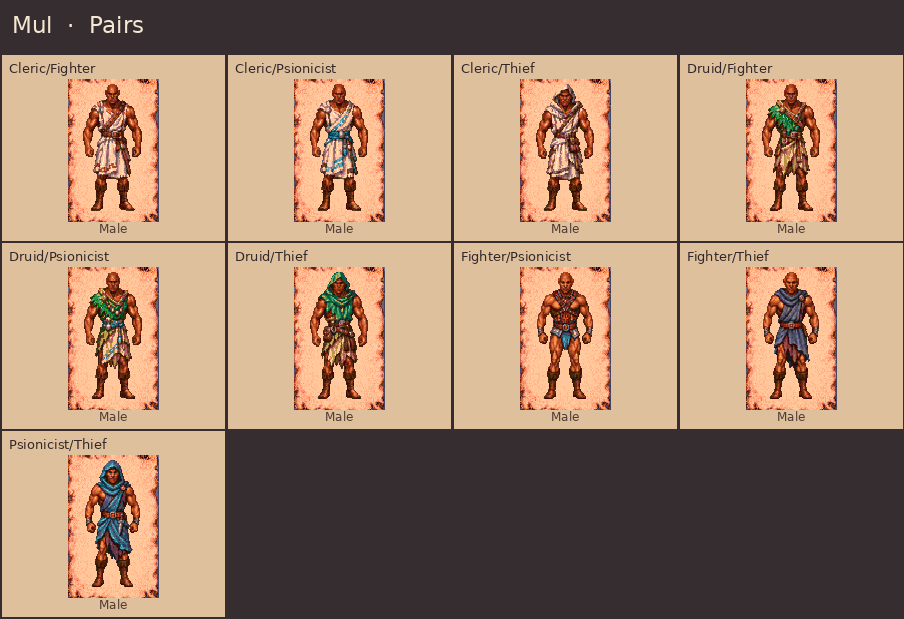 Mul · Pairs
Cleric/Fighter
Cleric/Psionicist
Cleric/Thief
Druid/Fighter
Male
Male
Male
Male
Druid/Psionicist
Druid/Thief
Fighter/Psionicist
Fighter/Thief
Male
Male
Male
Male
Psionicist/Thief
Male